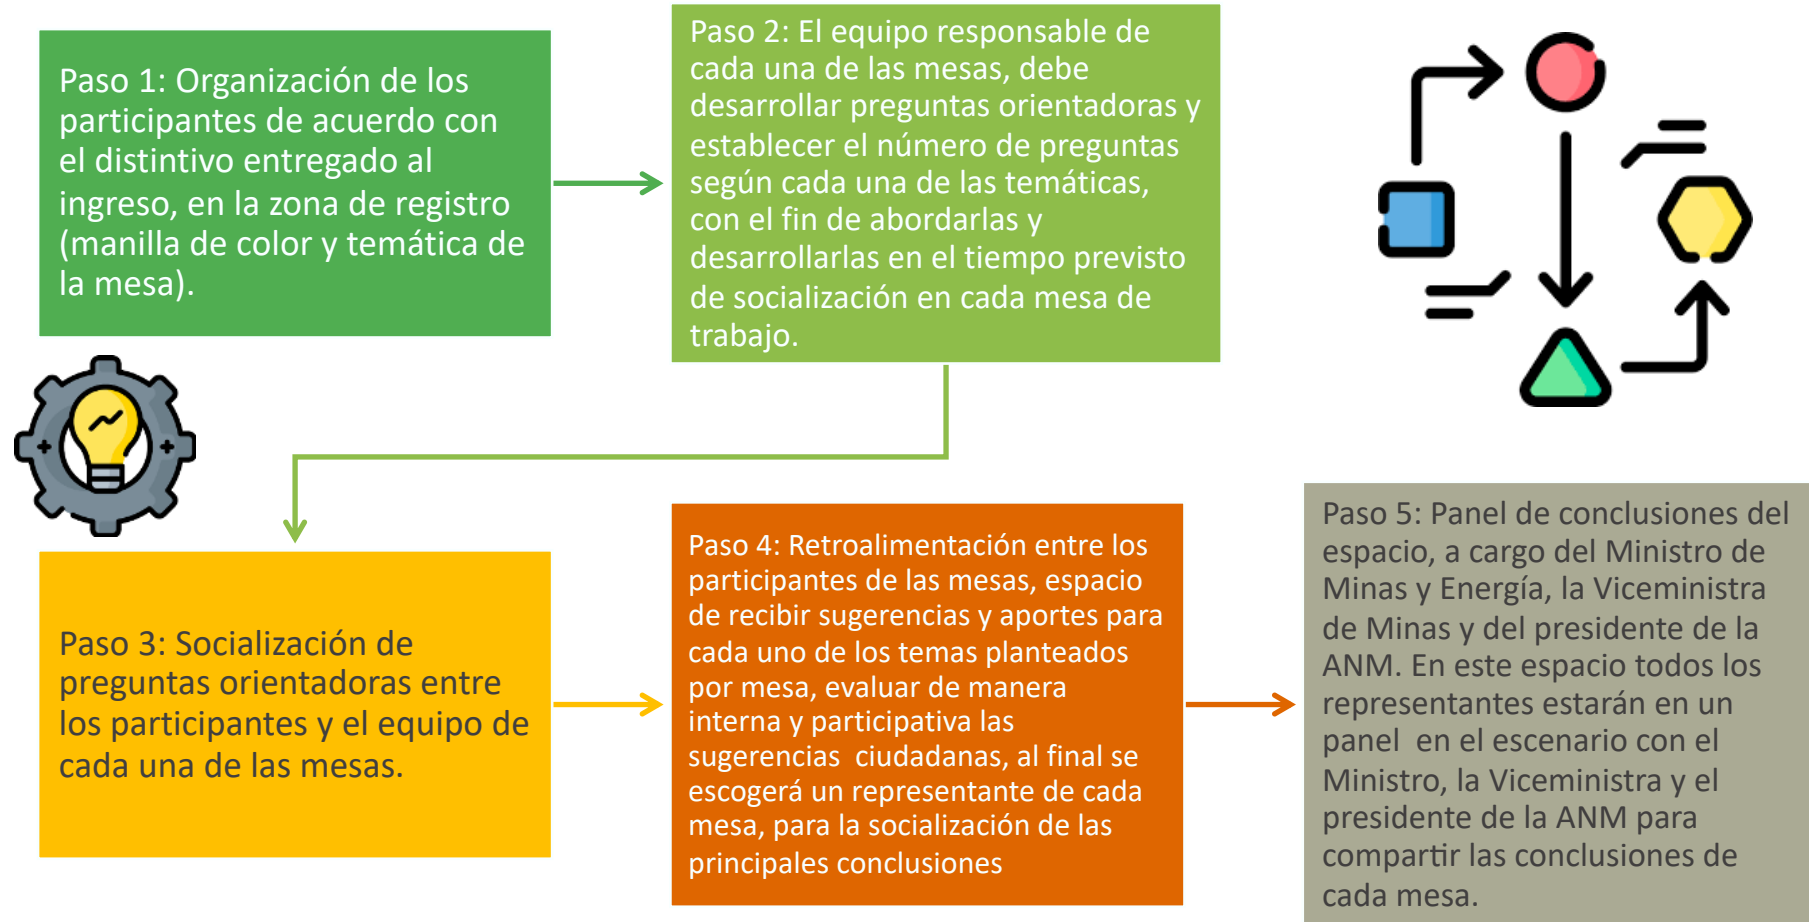 Paso 1: Organización de los
participantes de acuerdo con
el distintivo entregado al
ingreso, en la zona de registro
(manilla de color y temática de
la mesa).
Paso 2: El equipo responsable de
cada una de las mesas, debe
desarrollar preguntas orientadoras y
establecer el número de preguntas
según cada una de las temáticas,
con el fin de abordarlas y
desarrollarlas en el tiempo previsto
de socialización en cada mesa de
trabajo.
Paso 3: Socialización de
preguntas orientadoras entre
los participantes y el equipo de
cada una de las mesas.
Paso 4: Retroalimentación entre los
participantes de las mesas, espacio
de recibir sugerencias y aportes para
cada uno de los temas planteados
por mesa, evaluar de manera
interna y participativa las
sugerencias ciudadanas, al final se
escogerá un representante de cada
mesa, para la socialización de las
principales conclusiones
Paso 5: Panel de conclusiones del
espacio, a cargo del Ministro de
Minas y Energía, la Viceministra
de Minas y del presidente de la
ANM. En este espacio todos los
representantes estarán en un
panel en el escenario con el
Ministro, la Viceministra y el
presidente de la ANM para
compartir las conclusiones de
cada mesa.